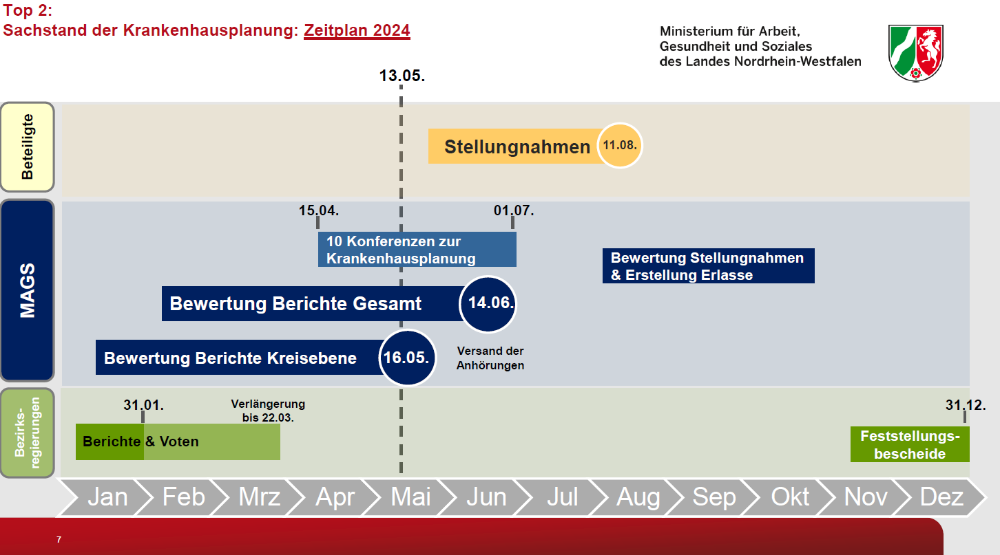 Top 2:
Sachstand der Krankenhausplanung: Zeitplan 2024
Ministerium für Arbeit,
Gesundheit und Soziales
des Landes Nordrhein-Westfalen
13.05.
Beteiligte
Stellungnahmen
11.08.
MAGS
15.04.
01.07.
10 Konferenzen zur
Krankenhausplanung
Bewertung Stellungnahmen
& Erstellung Erlasse
Bewertung Berichte Gesamt
14.06.
Bewertung Berichte Kreisebene
16.05.
Versand der
Anhörungen
Bezirks-
regierungen
31.01.
Verlängerung
bis 22.03.
Berichte & Voten
31.12.
Feststellungs-
bescheide
Jan Feb Mrz Apr Mai Jun Jul Aug Sep Okt Nov Dez
7